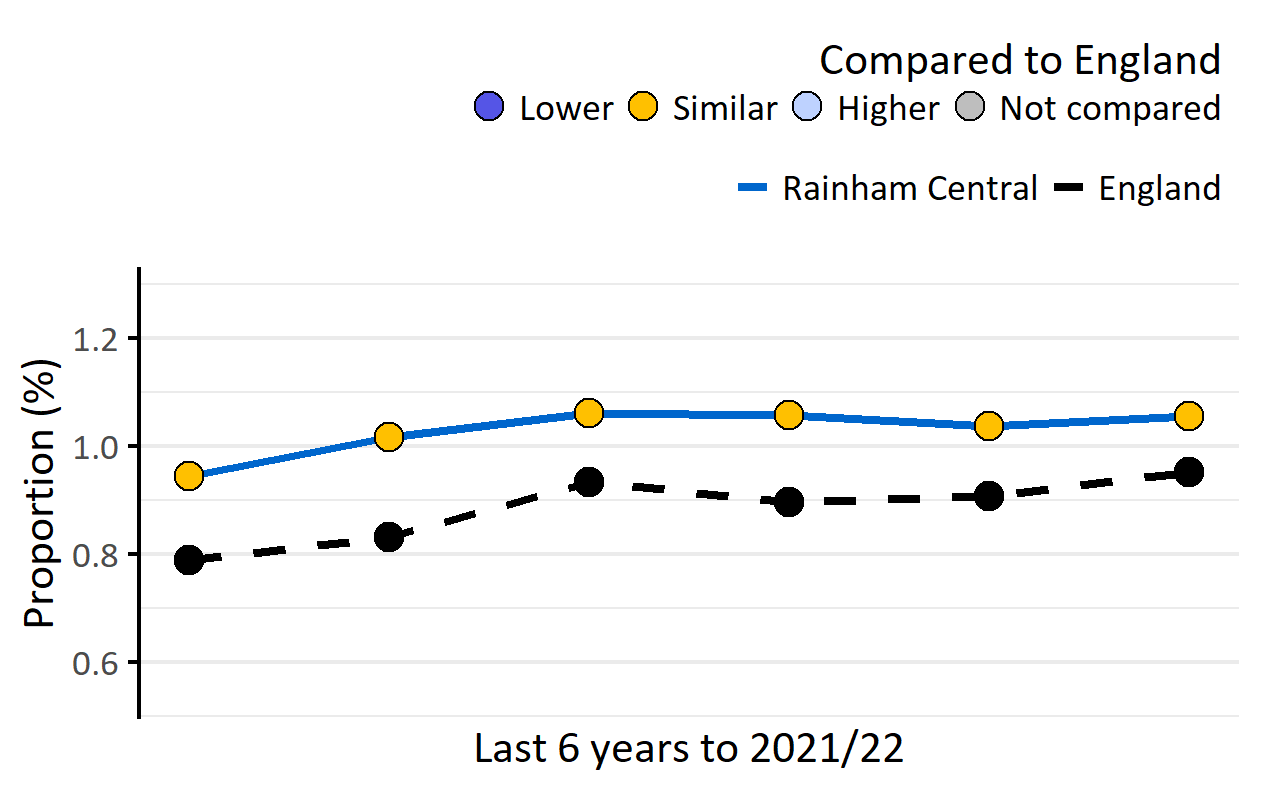 Compared to England
Lower Similar Higher Not compared
Rainham Central England
Proportion (%)
1.2
1.0
0.8
0.6
Last 6 years to 2021/22